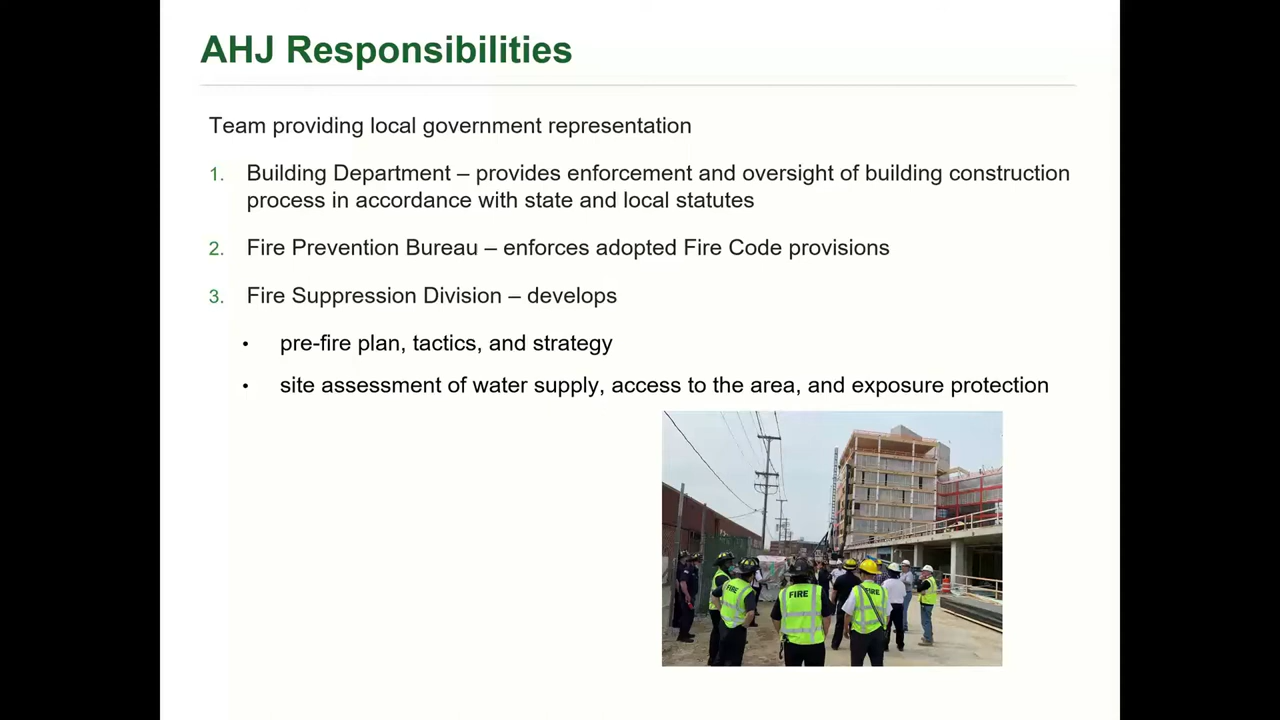 AHJ Responsibilities
Team providing local government representation
1. Building Department – provides enforcement and oversight of building construction
process in accordance with state and local statutes
2. Fire Prevention Bureau – enforces adopted Fire Code provisions
3. Fire Suppression Division – develops
• pre-fire plan, tactics, and strategy
• site assessment of water supply, access to the area, and exposure protection
FIRE
FIRE
FIRE